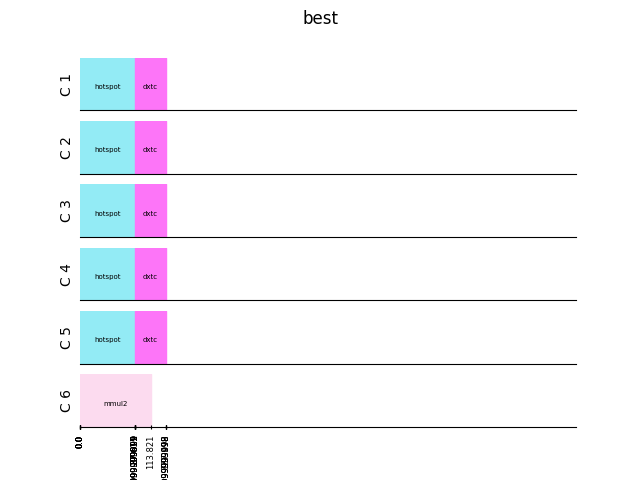 best
C 1
hotspot
dxtc
C 2
hotspot
dxtc
C 3
hotspot
dxtc
C 4
hotspot
dxtc
C 5
hotspot
dxtc
C 6
mmul2
0.0
113.821